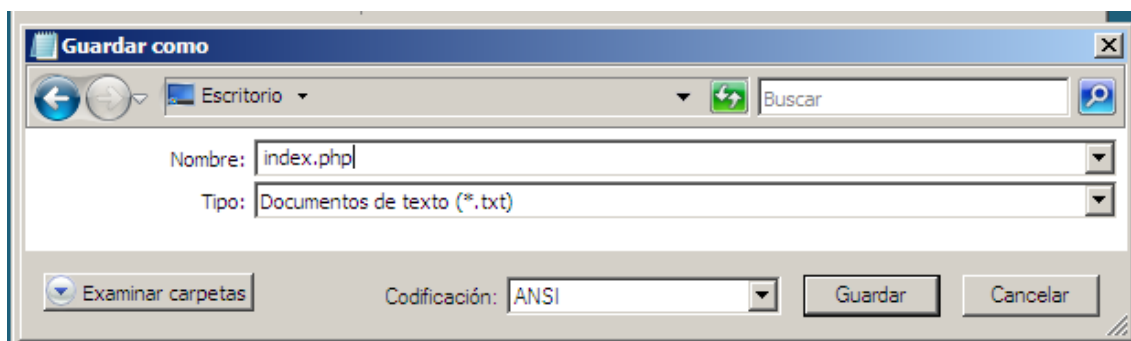 Guardar como
Escritorio
Buscar
Nombre: index.php
Tipo: Documentos de texto (*.txt)
Examinar carpetas Codificación: ANSI Guardar Cancelar